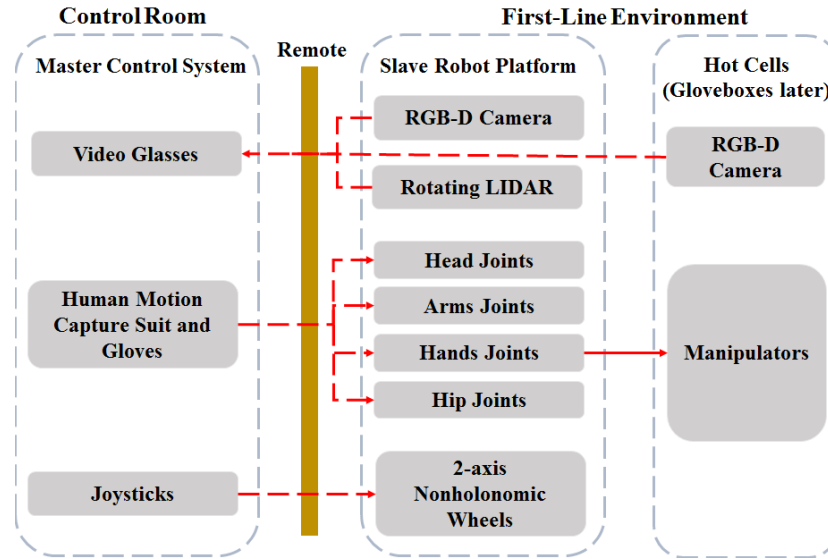 Control Room
First-Line Environment
Master Control System
Remote
Slave Robot Platform
Hot Cells
(Gloveboxes later)
Video Glasses
RGB-D Camera
Rotating LIDAR
RGB-D
Camera
Human Motion
Capture Suit and
Gloves
Head Joints
Arms Joints
Hands Joints
Hip Joints
Manipulators
Joysticks
2-axis
Nonholonomic
Wheels